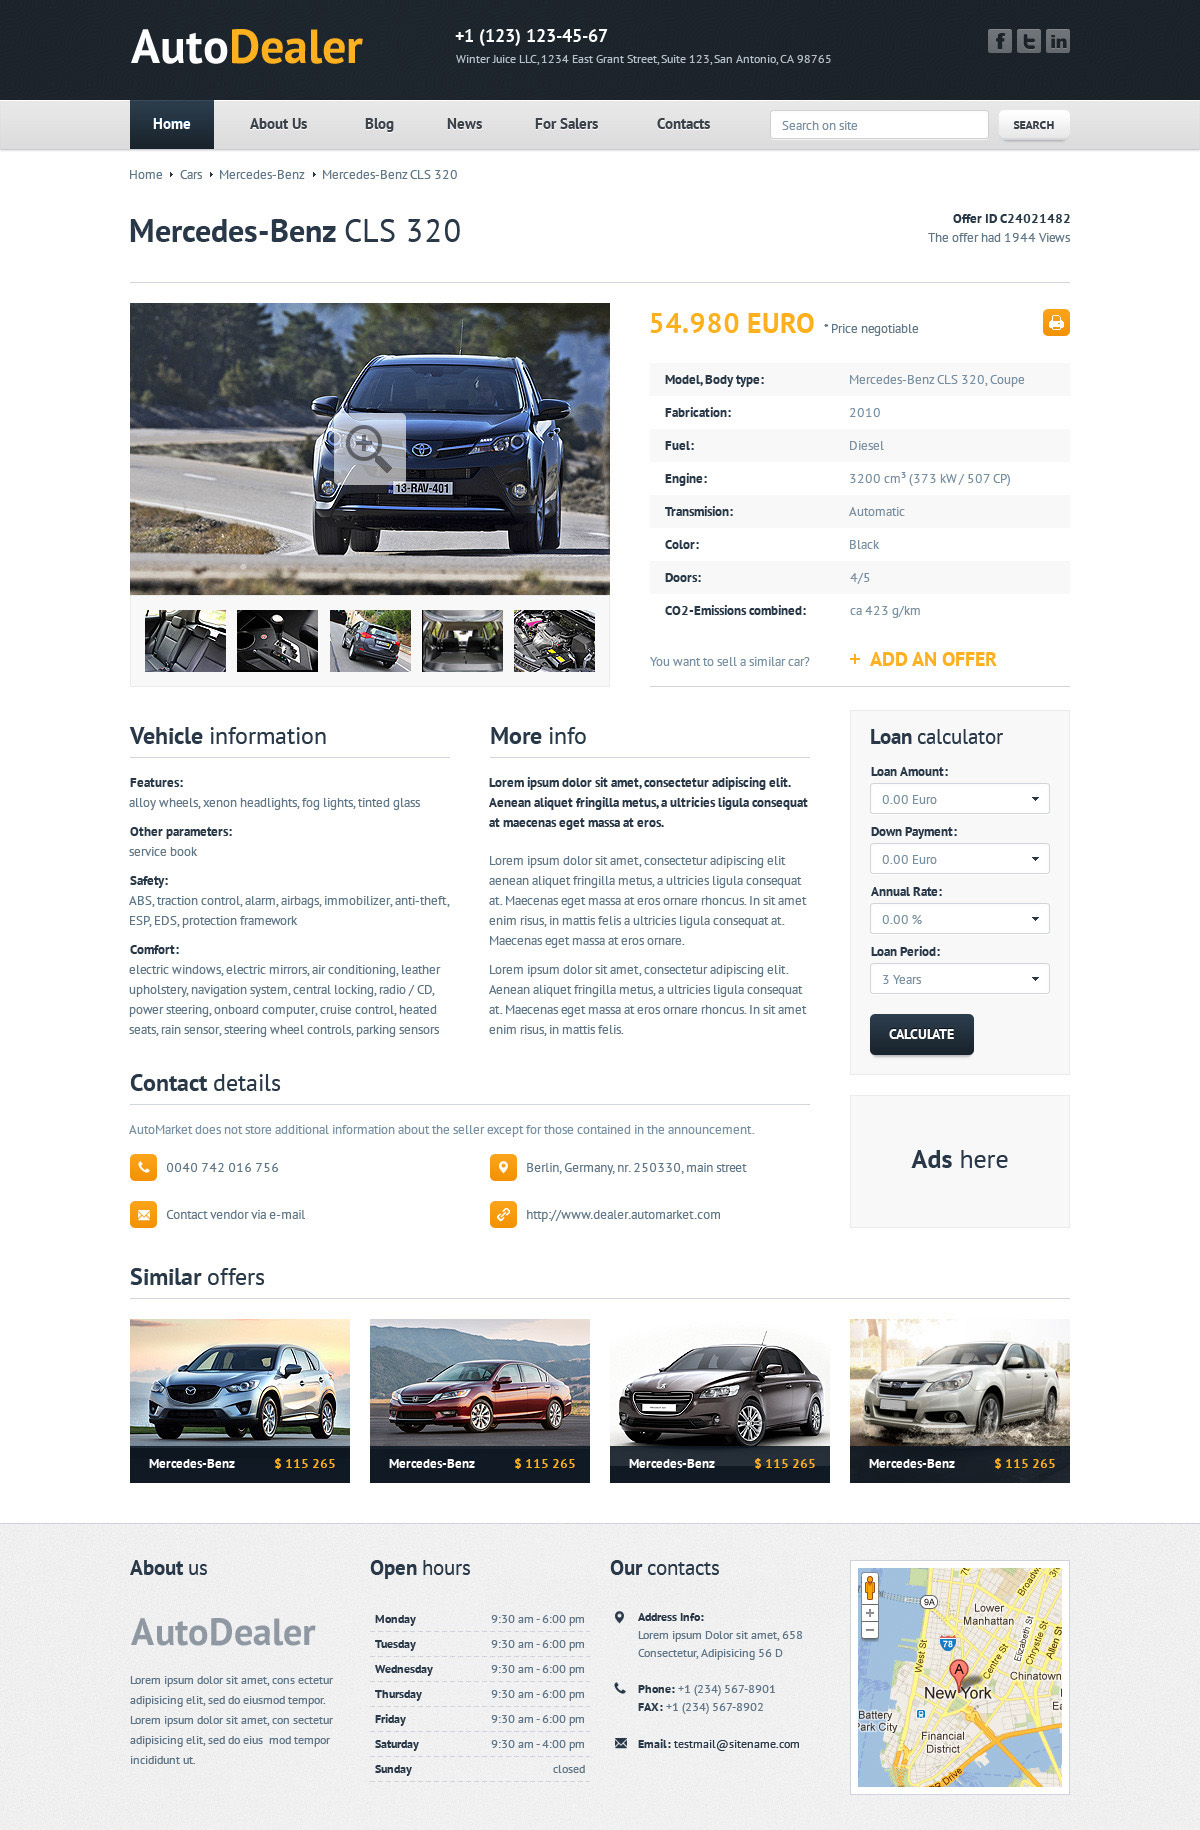 AutoDealer
+1 (123) 123-45-67
Winter Juice LLC, 1234 East Grant Street, Suite 123, San Antonio, CA 98765
Home About Us Blog News For Salers Contacts Search on site SEARCH
Home Cars Mercedes-Benz Mercedes-Benz CLS 320
Mercedes-Benz CLS 320
Offer ID C24021482
The offer had 1944 Views
13-RAV-401
54.980 EURO * Price negotiable
Model, Body type: Mercedes-Benz CLS 320, Coupe
Fabrication: 2010
Fuel: Diesel
Engine: 3200 cm³ (373 kW / 507 CP)
Transmision: Automatic
Color: Black
Doors: 4/5
CO2-Emissions combined: ca 423 g/km
You want to sell a similar car? + ADD AN OFFER
Vehicle information
Features:
alloy wheels, xenon headlights, fog lights, tinted glass
Other parameters:
service book
Safety:
ABS, traction control, alarm, airbags, immobilizer, anti-theft,
ESP, EDS, protection framework
Comfort:
electric windows, electric mirrors, air conditioning, leather
upholstery, navigation system, central locking, radio / CD,
power steering, onboard computer, cruise control, heated
seats, rain sensor, steering wheel controls, parking sensors
More info
Lorem ipsum dolor sit amet, consectetur adipiscing elit.
Aenean aliquet fringilla metus, a ultricies ligula consequat
at maecenas eget massa at eros.
Lorem ipsum dolor sit amet, consectetur adipiscing elit
aenean aliquet fringilla metus, a ultricies ligula consequat
at. Maecenas eget massa at eros ornare rhoncus. In sit amet
enim risus, in mattis felis a ultricies ligula consequat at.
Maecenas eget massa at eros ornare.
Lorem ipsum dolor sit amet, consectetur adipiscing elit.
Aenean aliquet fringilla metus, a ultricies ligula consequat
at. Maecenas eget massa at eros ornare rhoncus. In sit amet
enim risus, in mattis felis.
Loan calculator
Loan Amount:
0.00 Euro
Down Payment:
0.00 Euro
Annual Rate:
0.00 %
Loan Period:
3 Years
CALCULATE
Contact details
AutoMarket does not store additional information about the seller except for those contained in the announcement.
0040 742 016 756
Berlin, Germany, nr. 250330, main street
Contact vendor via e-mail
http://www.dealer.automarket.com
Ads here
Similar offers
Mercedes-Benz $ 115 265
Mercedes-Benz $ 115 265
Mercedes-Benz $ 115 265
Mercedes-Benz $ 115 265
About us
AutoDealer
Lorem ipsum dolor sit amet, cons ectetur
adipisicing elit, sed do eiusmod tempor.
Lorem ipsum dolor sit amet, con sectetur
adipisicing elit, sed do eius mod tempor
incididunt ut.
Open hours
Monday 9:30 am - 6:00 pm
Tuesday 9:30 am - 6:00 pm
Wednesday 9:30 am - 6:00 pm
Thursday 9:30 am - 6:00 pm
Friday 9:30 am - 6:00 pm
Saturday 9:30 am - 4:00 pm
Sunday closed
Our contacts
Address Info:
Lorem ipsum Dolor sit amet, 658
Consectetur, Adipisicing 56 D
Phone: +1 (234) 567-8901
FAX: +1 (234) 567-8902
Email: testmail@sitename.com
9A
Lower
Manhattan
Broadw
West St
78
Elizabeth St
Chrystie St
Allen St
Centre St
Chinatown
A
New York
Battery
Park City
Financial
District
FDR Drive